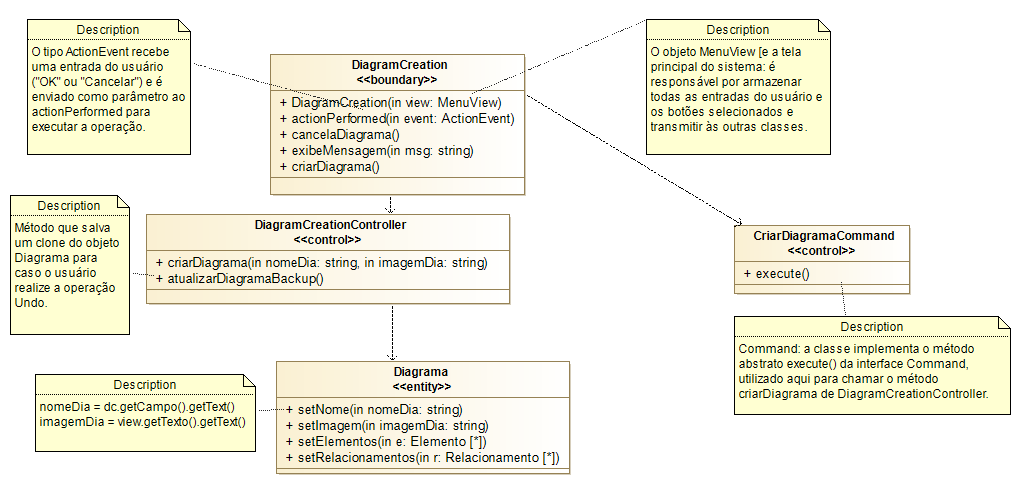 Description
O tipo ActionEvent recebe
uma entrada do usuário
("OK" ou "Cancelar") e é
enviado como parâmetro ao
actionPerformed para
executar a operação.
DiagramCreation
<<boundary>>
+ DiagramCreation(in view: MenuView)
+ actionPerformed(in event: ActionEvent)
+ cancelaDiagrama()
+ exibeMensagem(in msg: string)
+ criarDiagrama()
Description
O objeto MenuView [e a tela
principal do sistema: é
responsável por armazenar
todas as entradas do usuário e
os botões selecionados e
transmitir às outras classes.
Description
Método que salva
um clone do objeto
Diagrama para
caso o usuário
realize a operação
Undo.
DiagramCreationController
<<control>>
+ criarDiagrama(in nomeDia: string, in imagemDia: string)
+ atualizarDiagramaBackup()
CriarDiagramaCommand
<<control>>
+ execute()
Description
Command: a classe implementa o método
abstrato execute() da interface Command,
utilizado aqui para chamar o método
criarDiagrama de DiagramCreationController.
Description
nomeDia = dc.getCampo().getText()
imagemDia = view.getTexto().getText()
Diagrama
<<entity>>
+ setNome(in nomeDia: string)
+ setImagem(in imagemDia: string)
+ setElementos(in e: Elemento [*])
+ setRelacionamentos(in r: Relacionamento [*])